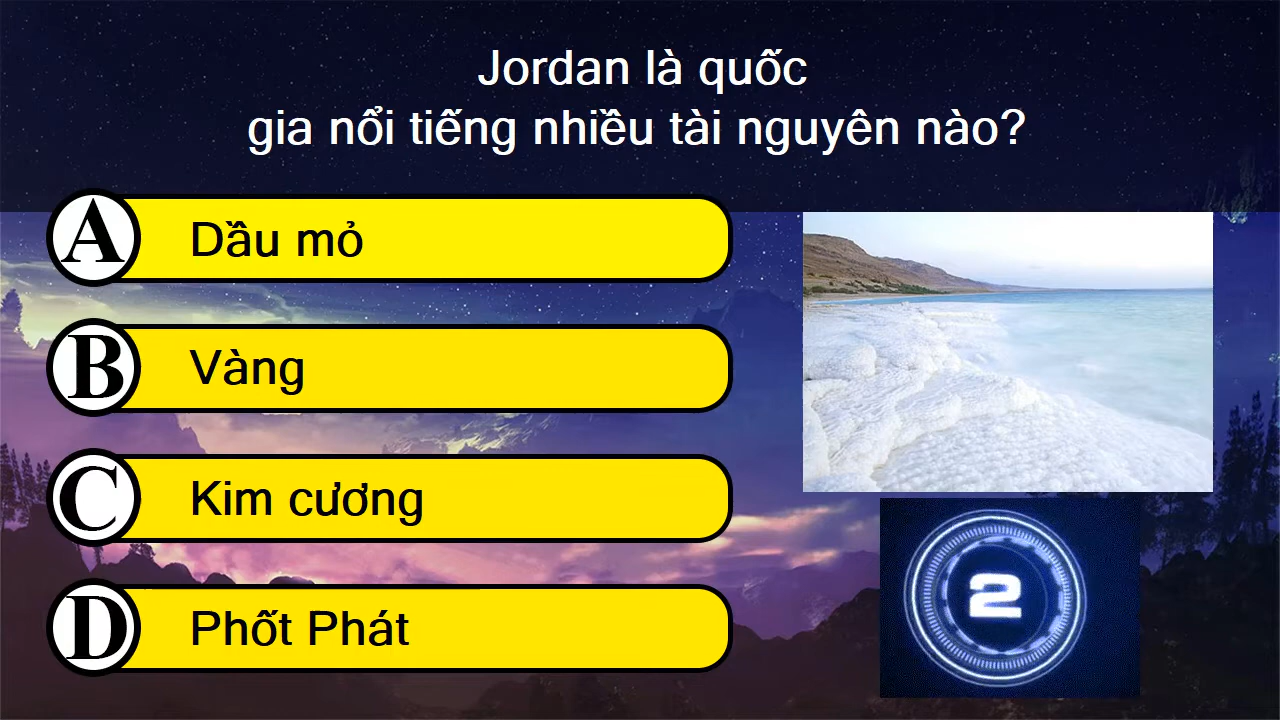 Jordan là quốc
gia nổi tiếng nhiều tài nguyên nào?
A Dầu mỏ
B Vàng
C Kim cương
D Phốt Phát
2